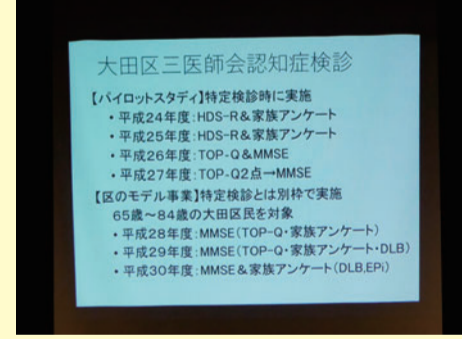 大田区三医師会認知症検診
【パイロットスタディ】特定検診時に実施
・平成24年度:HDS-R&家族アンケート
・平成25年度:HDS-R&家族アンケート
・平成26年度:TOP-Q&MMSE
・平成27年度:TOP-Q2点→MMSE
【区のモデル事業】特定検診とは別枠で実施
65歳～84歳の大田区民を対象
・平成28年度:MMSE(TOP-Q・家族アンケート)
・平成29年度:MMSE(TOP-Q・家族アンケート・DLB)
・平成30年度:MMSE&家族アンケート(DLB,EPi)